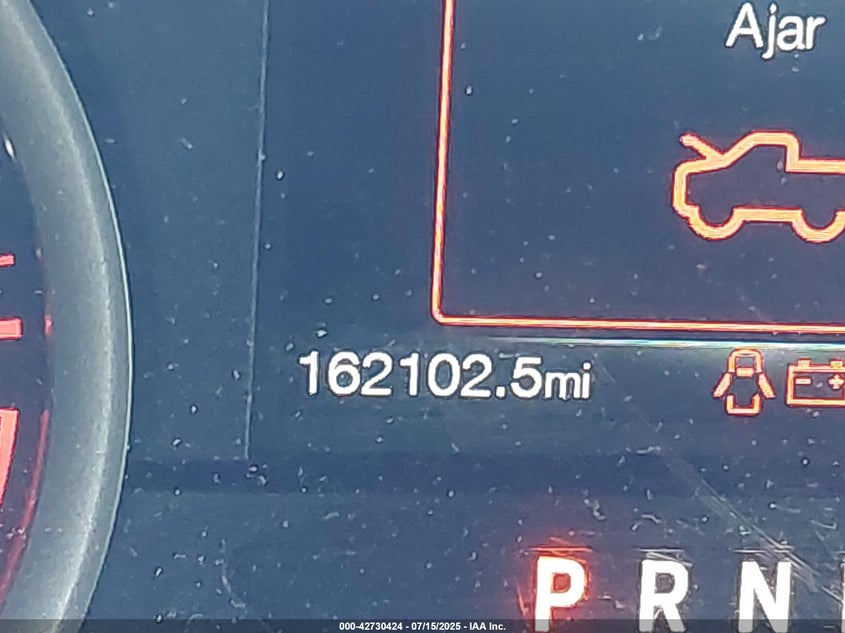 Ajar
162102.5mi
P R N
000-42730424 - 07/15/2025 - IAA Inc.